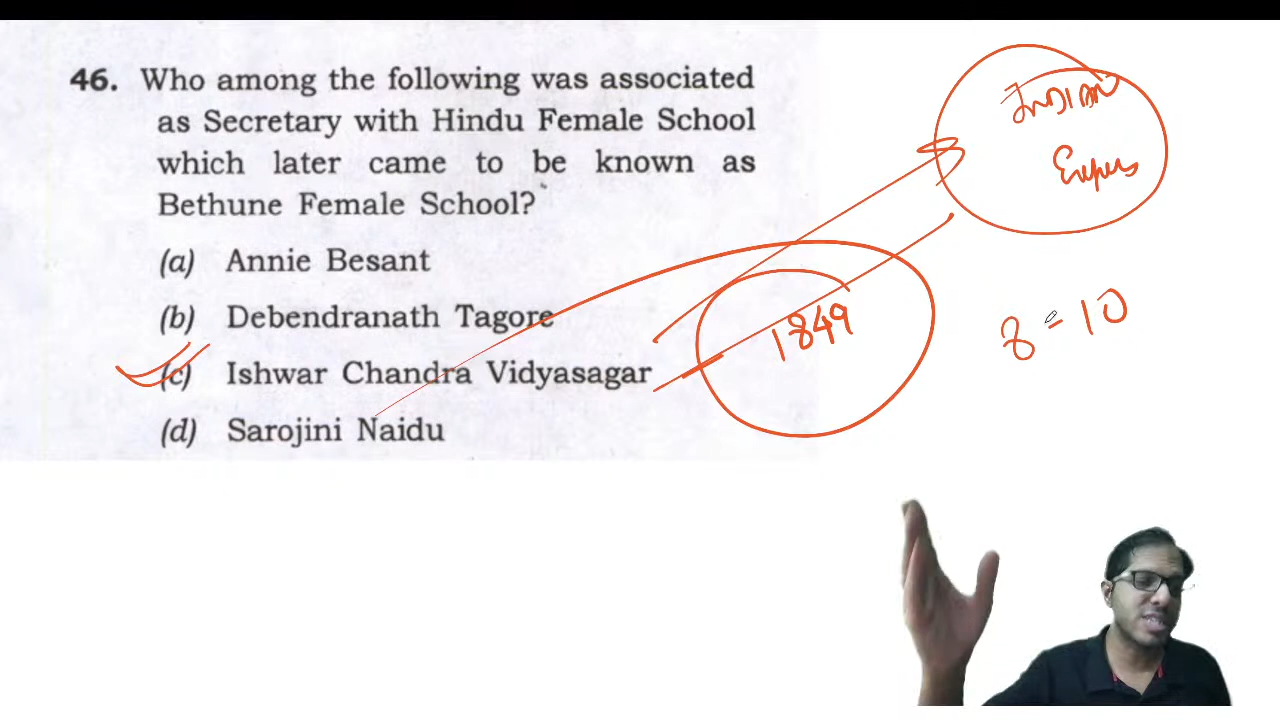 46. Who among the following was associated
as Secretary with Hindu Female School
which later came to be known as
Bethune Female School?
(a) Annie Besant
(b) Debendranath Tagore
(c) Ishwar Chandra Vidyasagar
(d) Sarojini Naidu
INDIAN
1849
8-10